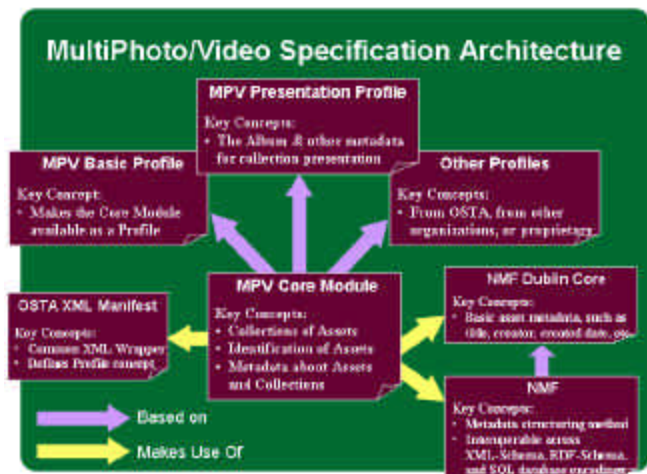 MultiPhoto/Video Specification Architecture
MPV Presentation Profile
Key Concepts:
• The Album & other metadata
for collection presentation
MPV Basic Profile
Key Concept:
• Makes the Core Module
available as a Profile
Other Profiles
Key Concepts:
• From OSTA, from other
organizations, or proprietary
MPV Core Module
Key Concepts:
• Collections of Assets
• Identification of Assets
• Metadata about Assets
and Collections
OSTA XML Manifest
Key Concepts:
• Common XML Wrapper
• Defines Profile concept
NMF Dublin Core
Key Concepts:
• Basic asset metadata, such as
title, creator, created date, etc.
NMF
Key Concepts:
• Metadata structuring method
• Interoperable across
XML-Schema, RDF-Schema,
and SQL database encodings
Based on
Makes Use Of